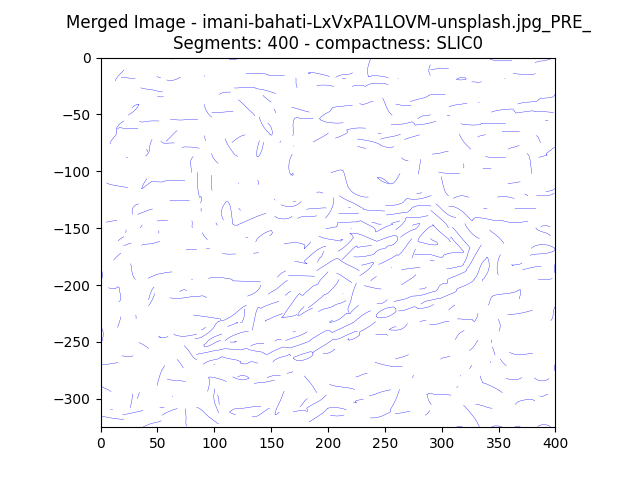 Merged Image - imani-bahati-LxVxPA1LOVM-unsplash.jpg_PRE_
Segments: 400 - compactness: SLIC0
0
−50
−100
−150
−200
−250
−300
0 50 100 150 200 250 300 350 400